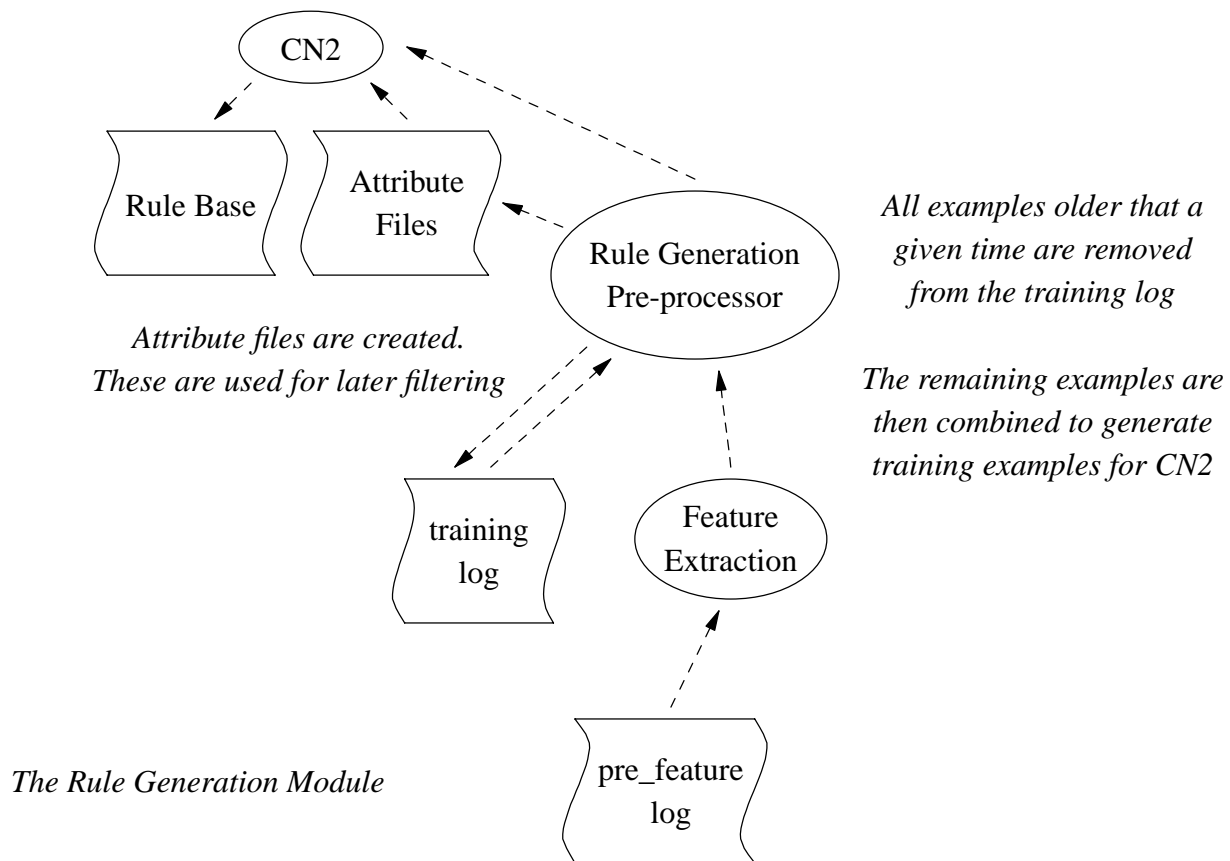 CN2
Rule Base
Attribute
Files
Rule Generation
Pre-processor
All examples older that a
given time are removed
from the training log
Attribute files are created.
These are used for later filtering
The remaining examples are
then combined to generate
training examples for CN2
training
log
Feature
Extraction
pre_feature
log
The Rule Generation Module